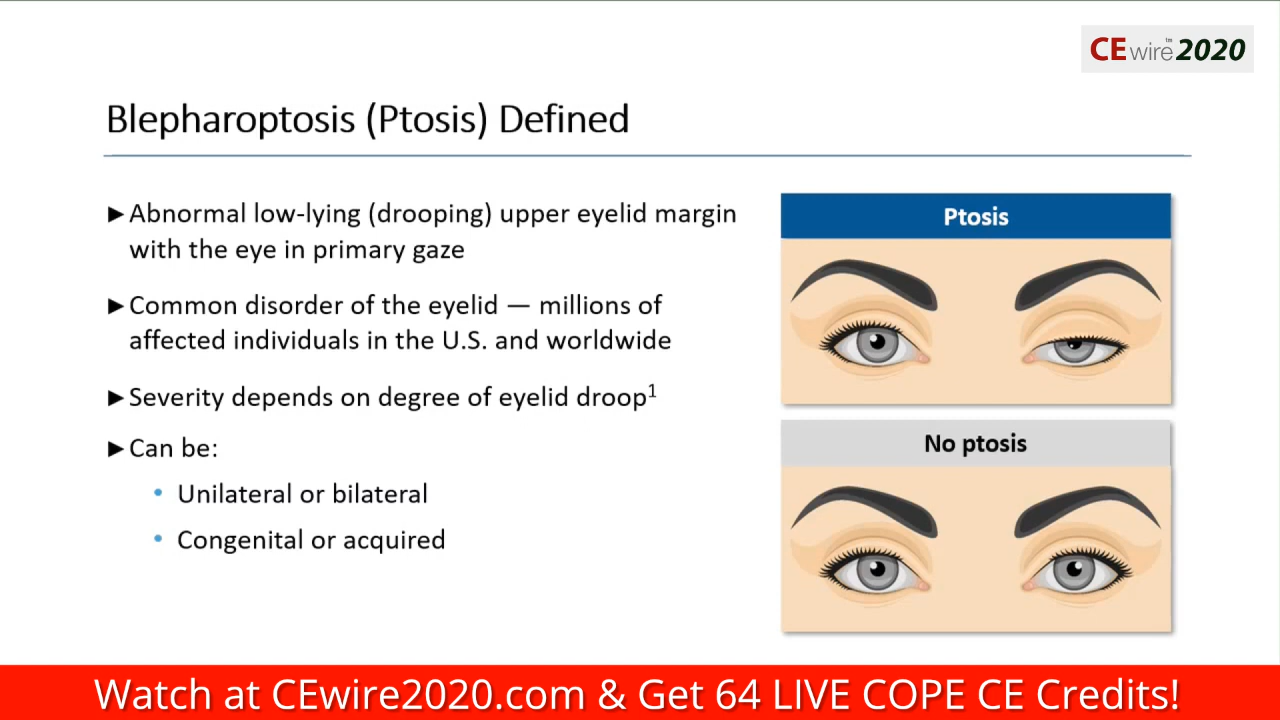 CEwire™2020
Blepharoptosis (Ptosis) Defined
►Abnormal low-lying (drooping) upper eyelid margin
with the eye in primary gaze
►Common disorder of the eyelid — millions of
affected individuals in the U.S. and worldwide
►Severity depends on degree of eyelid droop¹
►Can be:
• Unilateral or bilateral
• Congenital or acquired
Ptosis
No ptosis
Watch at CEwire2020.com & Get 64 LIVE COPE CE Credits!